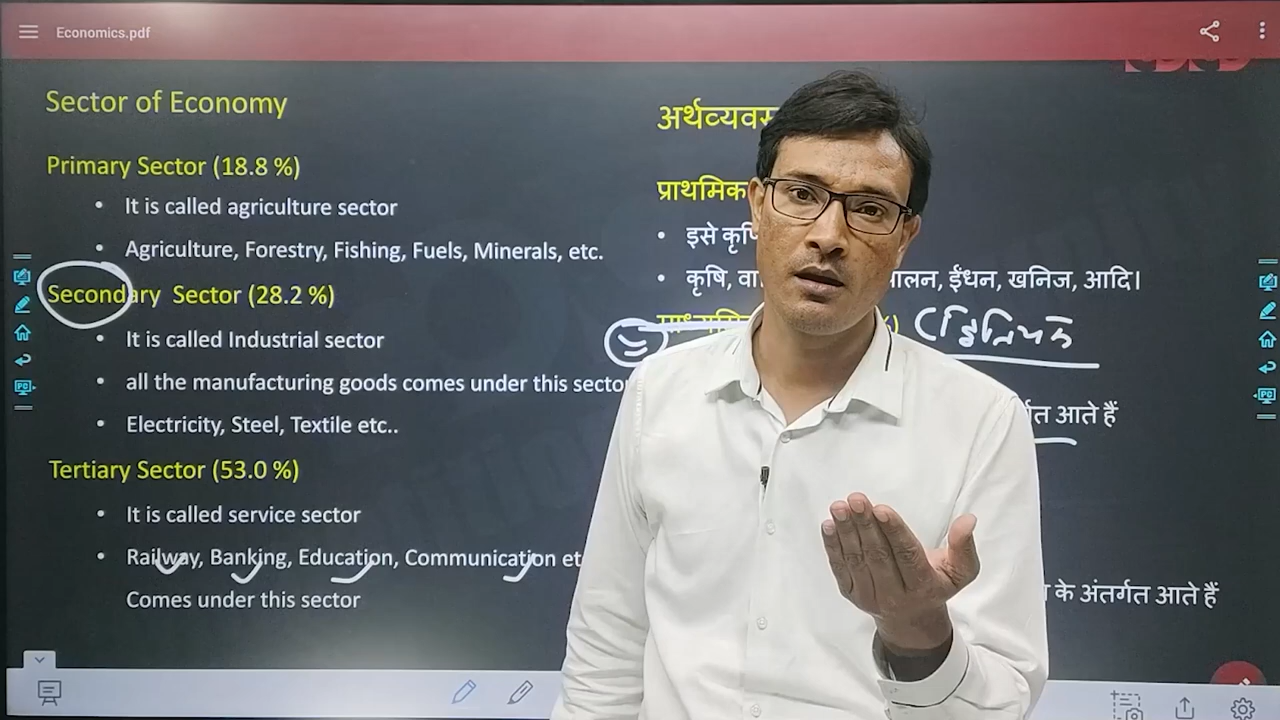 Economics.pdf
Sector of Economy
Primary Sector (18.8 %)
• It is called agriculture sector
• Agriculture, Forestry, Fishing, Fuels, Minerals, etc.
Secondary Sector (28.2 %)
• It is called Industrial sector
• all the manufacturing goods comes under this secto
• Electricity, Steel, Textile etc..
Tertiary Sector (53.0 %)
• It is called service sector
• Railway, Banking, Education, Communication et
Comes under this sector
अर्थव्यवस
प्राथमिक
• इसे कृषि
• कृषि, वा लन, ईंधन, खनिज, आदि।
आते हैं
के अंतर्गत आते हैं
PC
PC